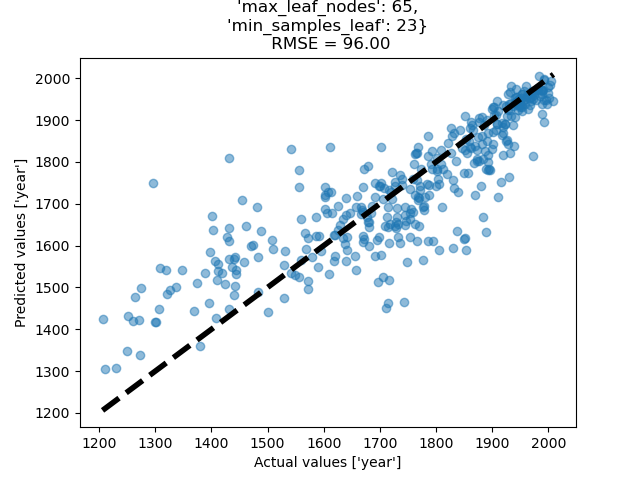 'max_leaf_nodes': 65,
'min_samples_leaf': 23}
RMSE = 96.00
2000
1900
1800
1700
1600
1500
1400
1300
1200
Predicted values ['year']
1200 1300 1400 1500 1600 1700 1800 1900 2000
Actual values ['year']